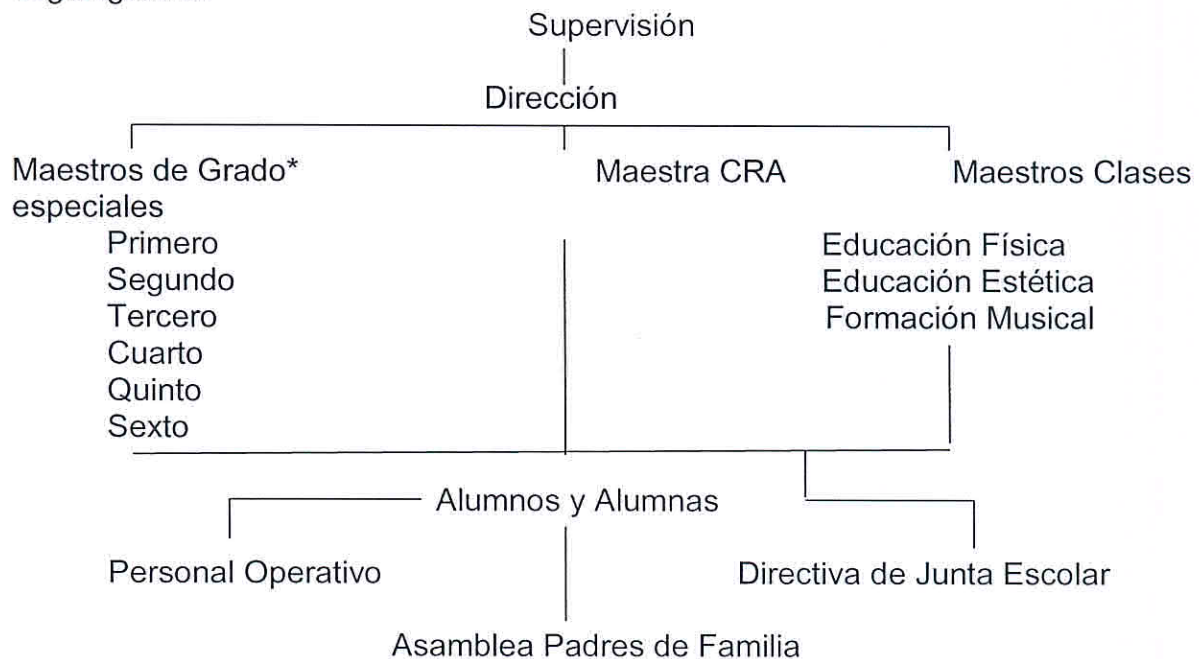 Supervisión
Dirección
Maestros de Grado* Maestra CRA Maestros Clases
especiales
Primero Educación Física
Segundo Educación Estética
Tercero Formación Musical
Cuarto
Quinto
Sexto
Alumnos y Alumnas
Personal Operativo Directiva de Junta Escolar
Asamblea Padres de Familia